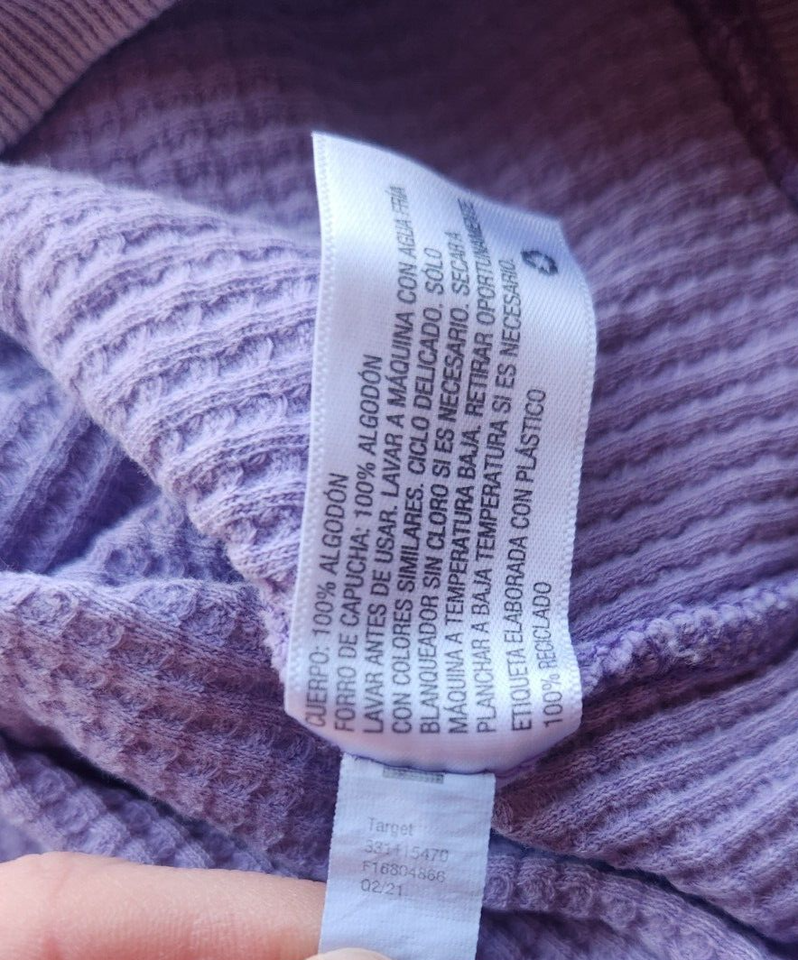 CUERPO: 100% ALGODÓN
FORRO DE CAPUCHA: 100% ALGODÓN
LAVAR ANTES DE USAR. LAVAR A MÁQUINA CON AGUA FRÍA
CON COLORES SIMILARES. CICLO DELICADO. SÓLO
BLANQUEADOR SIN CLORO SI ES NECESARIO. SECAR A
MÁQUINA A TEMPERATURA BAJA. RETIRAR OPORTUNAMENTE
PLANCHAR A BAJA TEMPERATURA SI ES NECESARIO.
ETIQUETA ELABORADA CON PLÁSTICO
100% RECICLADO
Target
F16804866
02/21